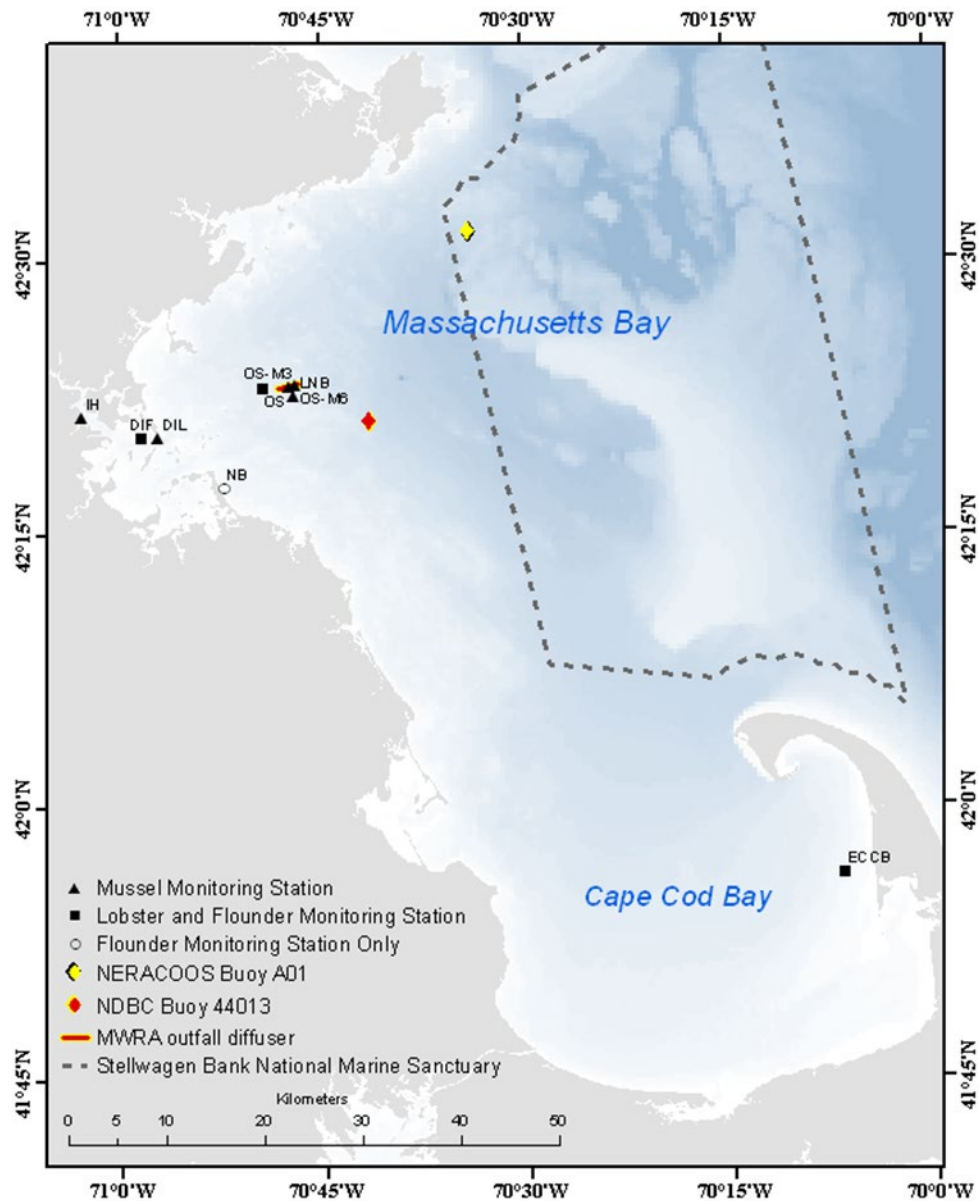 71°0'W 70°45'W 70°30'W 70°15'W 70°0'W
42°30'N 42°30'N
Massachusetts Bay
OS-M3 LNB
OS OS-M6
IH
DIF DIL
NB
42°15'N 42°15'N
42°0'N 42°0'N
ECCB
Cape Cod Bay
Mussel Monitoring Station
Lobster and Flounder Monitoring Station
Flounder Monitoring Station Only
NERACOOS Buoy A01
NDBC Buoy 44013
MWRA outfall diffuser
Stellwagen Bank National Marine Sanctuary
41°45'N 41°45'N
Kilometers
0 5 10 20 30 40 50
71°0'W 70°45'W 70°30'W 70°15'W 70°0'W